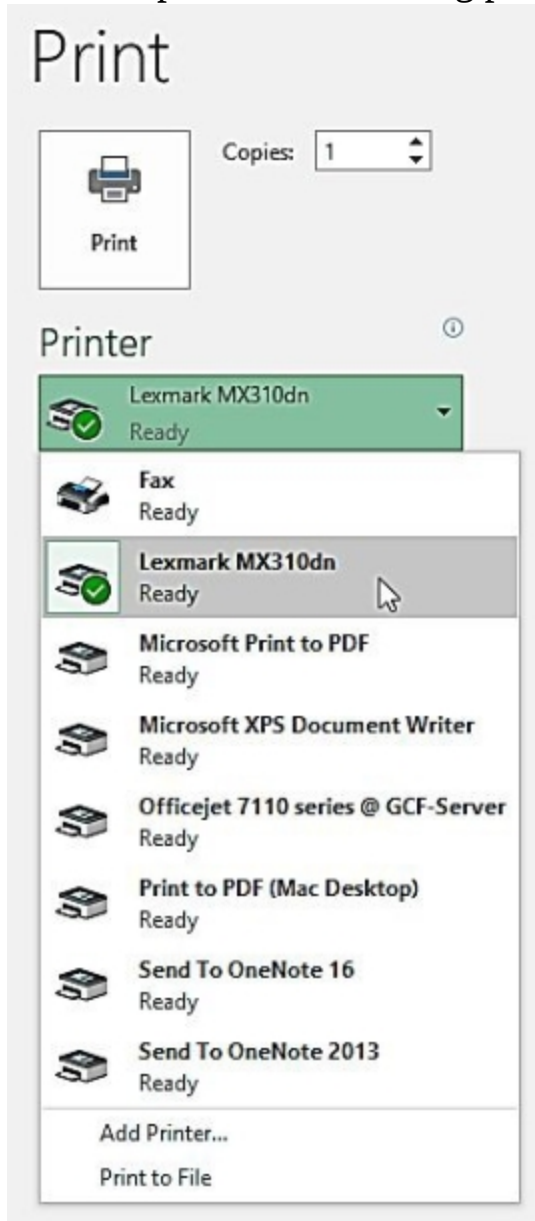 Print
Copies: 1
Print
Printer
Lexmark MX310dn
Ready
Fax
Ready
Lexmark MX310dn
Ready
Microsoft Print to PDF
Ready
Microsoft XPS Document Writer
Ready
Officejet 7110 series @ GCF-Server
Ready
Print to PDF (Mac Desktop)
Ready
Send To OneNote 16
Ready
Send To OneNote 2013
Ready
Add Printer...
Print to File